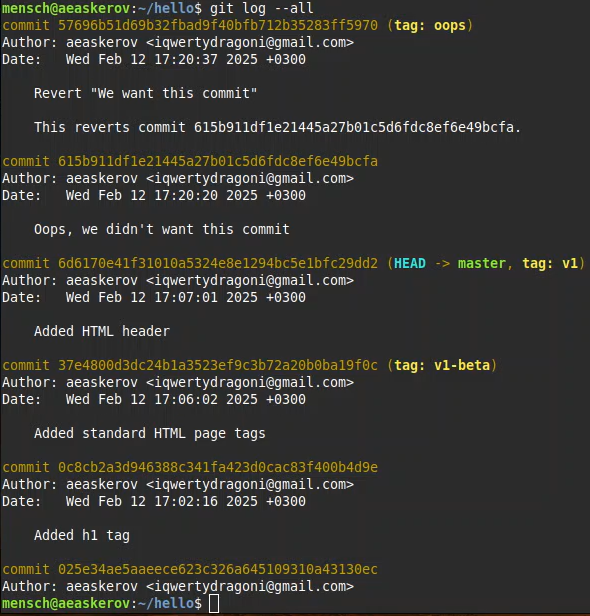 mensch@aeaskerov:~/hello$ git log --all
commit 57696b51d69b32fbad9f40bfb712b35283ff5970 (tag: oops)
Author: aeaskerov <iqwertydragoni@gmail.com>
Date:   Wed Feb 12 17:20:37 2025 +0300
    Revert "We want this commit"
    This reverts commit 615b911df1e21445a27b01c5d6fdc8ef6e49bcfa.
commit 615b911df1e21445a27b01c5d6fdc8ef6e49bcfa
Author: aeaskerov <iqwertydragoni@gmail.com>
Date:   Wed Feb 12 17:20:20 2025 +0300
    Oops, we didn't want this commit
commit 6d6170e41f31010a5324e8e1294bc5e1bfc29dd2 (HEAD -> master, tag: v1)
Author: aeaskerov <iqwertydragoni@gmail.com>
Date:   Wed Feb 12 17:07:01 2025 +0300
    Added HTML header
commit 37e4800d3dc24b1a3523ef9c3b72a20b0ba19f0c (tag: v1-beta)
Author: aeaskerov <iqwertydragoni@gmail.com>
Date:   Wed Feb 12 17:06:02 2025 +0300
    Added standard HTML page tags
commit 0c8cb2a3d946388c341fa423d0cac83f400b4d9e
Author: aeaskerov <iqwertydragoni@gmail.com>
Date:   Wed Feb 12 17:02:16 2025 +0300
    Added h1 tag
commit 025e34ae5aaeece623c326a645109310a43130ec
Author: aeaskerov <iqwertydragoni@gmail.com>
mensch@aeaskerov:~/hello$